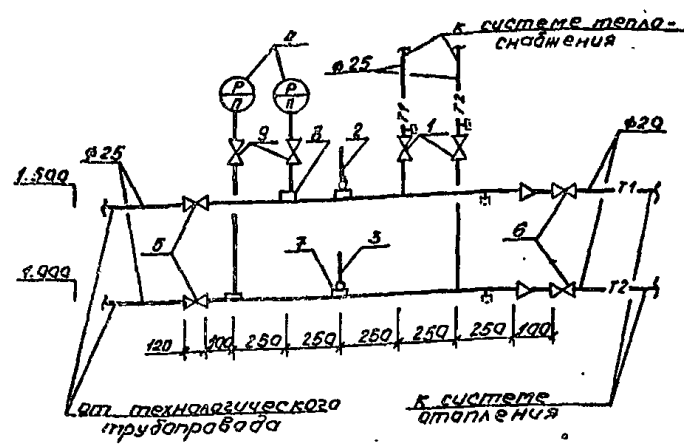 к системе тепло-
снабжения
4
ф25
Р
П
Р
П
Т1
Т2
9
8
2
1
ф20
ф25
1.500
Т1
5
7
3
6
1.000
Т2
120
100
250
250
250
250
250
100
от технологического
трубопровода
к системе
отопления